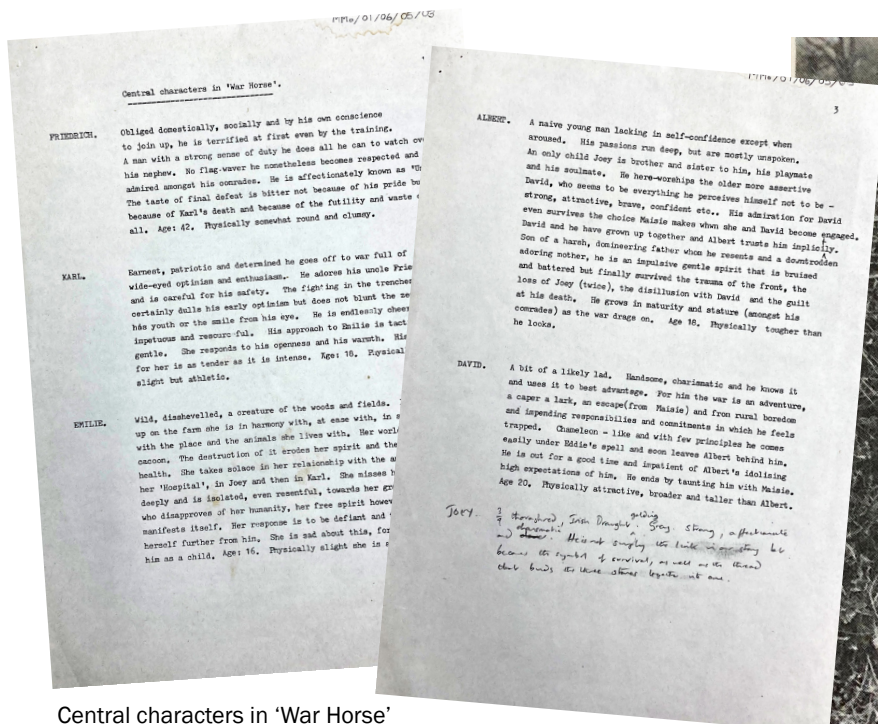 MMo/01/06/05/03
Central characters in 'War Horse'.
FRIEDRICH. Obliged domestically, socially and by his own conscience
to join up, he is terrified at first even by the training.
A man with a strong sense of duty he does all he can to watch ov
his nephew. No flag-waver he nonetheless becomes respected and
admired amongst his comrades. He is affectionately known as "Un
The taste of final defeat is bitter not because of his pride bu
because of Karl's death and because of the futility and waste
all. Age: 42. Physically somewhat round and clumsy.
KARL. Earnest, patriotic and determined he goes off to war full of
wide-eyed optimism and enthusiasm. He adores his uncle Frie
and is careful for his safety. The fighting in the trenches
certainly dulls his early optimism but does not blunt the ze
his youth or the smile from his eye. He is endlessly cheer
impetuous and resourceful. His approach to Emilie is tact
gentle. She responds to his openness and his warmth. His
for her is as tender as it is intense. Age: 18. Physical
slight but athletic.
EMILIE. Wild, disshevelled, a creature of the woods and fields.
up on the farm she is in harmony with, at ease with, in s
with the place and the animals she lives with. Her world
cacoon. The destruction of it erodes her spirit and the
health. She takes solace in her relaionship with the a
her 'Hospital', in Joey and then in Karl. She misses h
deeply and is isolated, even resentful, towards her gr
who disapproves of her humanity, her free spirit howev
manifests itself. Her response is to be defiant and
herself further from him. She is sad about this, for
him as a child. Age: 16. Physically slight she is a
3
ALBERT. A naive young man lacking in self-confidence except when
aroused. His passions run deep, but are mostly unspoken.
An only child Joey is brother and sister to him, his playmate
and his soulmate. He hero-worships the older more assertive
David, who seems to be everything he perceives himself not to be -
strong, attractive, brave, confident etc.. His admiration for David
even survives the choice Maisie makes whwn she and David become engaged.
David and he have grown up together and Albert trusts him implicitly.
Son of a harsh, domineering father whom he resents and a downtrodden
adoring mother, he is an impulsive gentle spirit that is bruised
and battered but finally survived the trauma of the front, the
loss of Joey (twice), the disillusion with David and the guilt
at his death. He grows in maturity and stature (amongst his
comrades) as the war drags on. Age 18. Physically tougher than
he looks.
DAVID. A bit of a likely lad. Handsome, charismatic and he knows it
and uses it to best advantage. For him the war is an adventure,
a caper a lark, an escape(from Maisie) and from rural boredom
and impending responsibilies and commitments in which he feels
trapped. Chameleon - like and with few principles he comes
easily under Eddie's spell and soon leaves Albert behind him.
He is out for a good time and impatient of Albert's idolising
high expectations of him. He ends by taunting him with Maisie.
Age 20. Physically attractive, broader and taller than Albert.
JOEY. ¾ thoroughbred, Irish Draught gelding. Grey. Strong, affectionate
and. He is not simply the link in our story but
becomes the symbol of survival, as well as the thread
that binds the three stories together into one.
Central characters in 'War Horse'